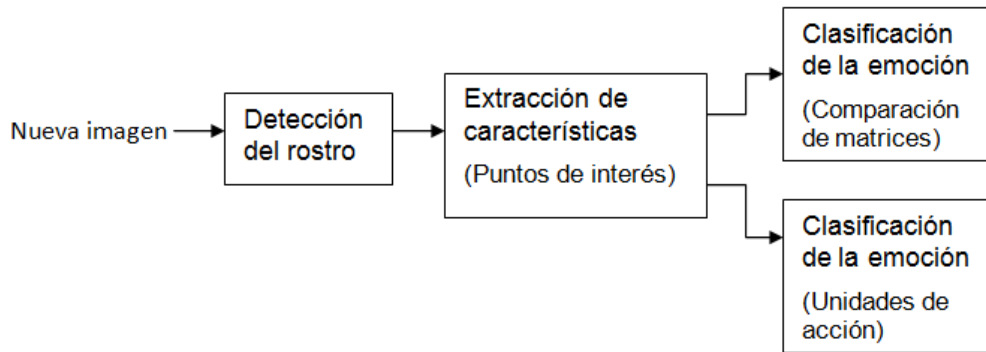 Nueva imagen
Detección
del rostro
Extracción de
características
(Puntos de interés)
Clasificación
de la emoción
(Comparación
de matrices)
Clasificación
de la emoción
(Unidades de
acción)